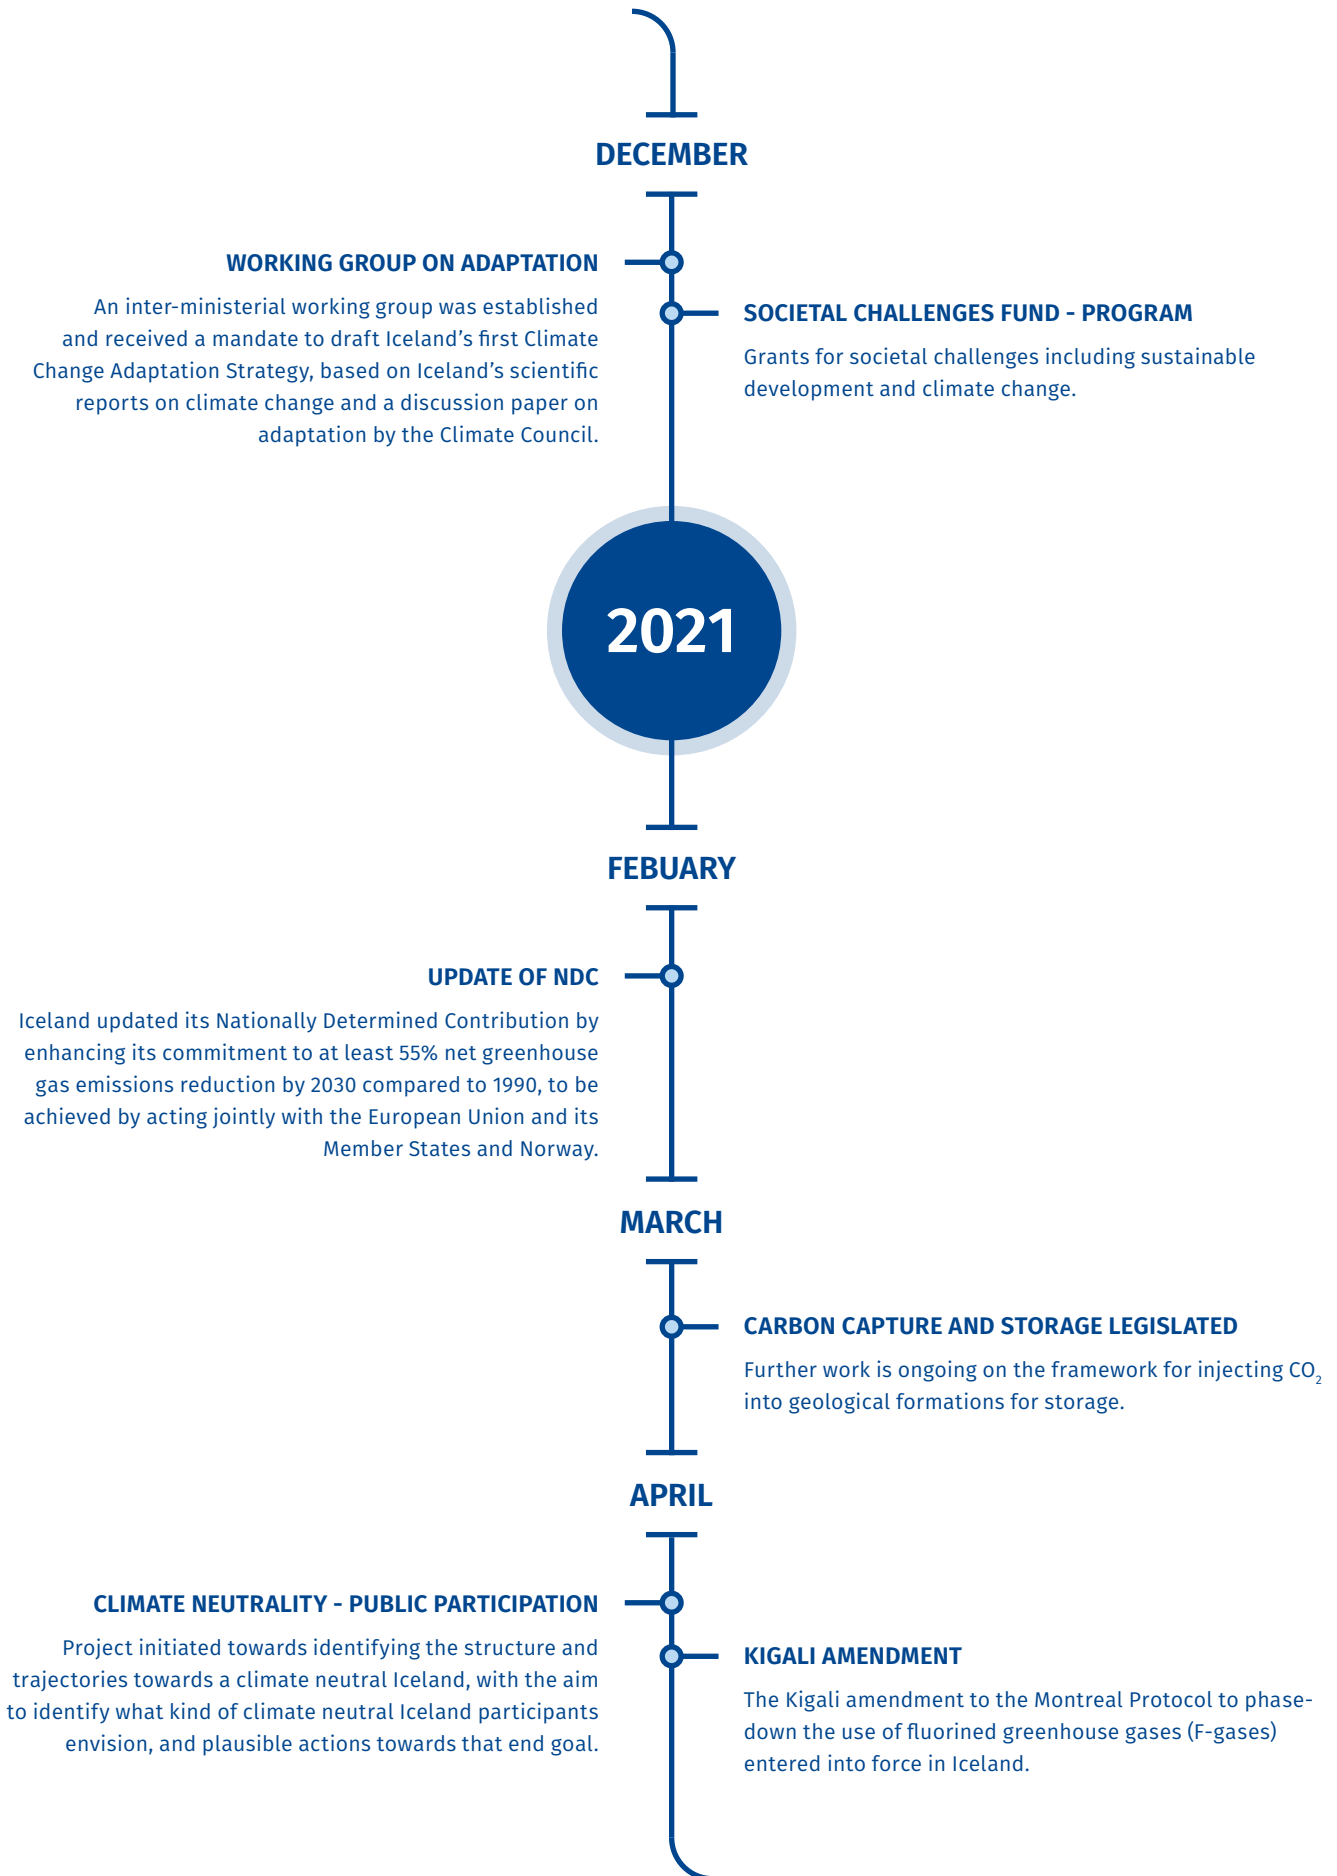 DECEMBER
WORKING GROUP ON ADAPTATION
An inter-ministerial working group was established
and received a mandate to draft Iceland’s first Climate
Change Adaptation Strategy, based on Iceland’s scientific
reports on climate change and a discussion paper on
adaptation by the Climate Council.
SOCIETAL CHALLENGES FUND - PROGRAM
Grants for societal challenges including sustainable
development and climate change.
2021
FEBUARY
UPDATE OF NDC
Iceland updated its Nationally Determined Contribution by
enhancing its commitment to at least 55% net greenhouse
gas emissions reduction by 2030 compared to 1990, to be
achieved by acting jointly with the European Union and its
Member States and Norway.
MARCH
CARBON CAPTURE AND STORAGE LEGISLATED
Further work is ongoing on the framework for injecting CO₂
into geological formations for storage.
APRIL
CLIMATE NEUTRALITY - PUBLIC PARTICIPATION
Project initiated towards identifying the structure and
trajectories towards a climate neutral Iceland, with the aim
to identify what kind of climate neutral Iceland participants
envision, and plausible actions towards that end goal.
KIGALI AMENDMENT
The Kigali amendment to the Montreal Protocol to phase-
down the use of fluorined greenhouse gases (F-gases)
entered into force in Iceland.